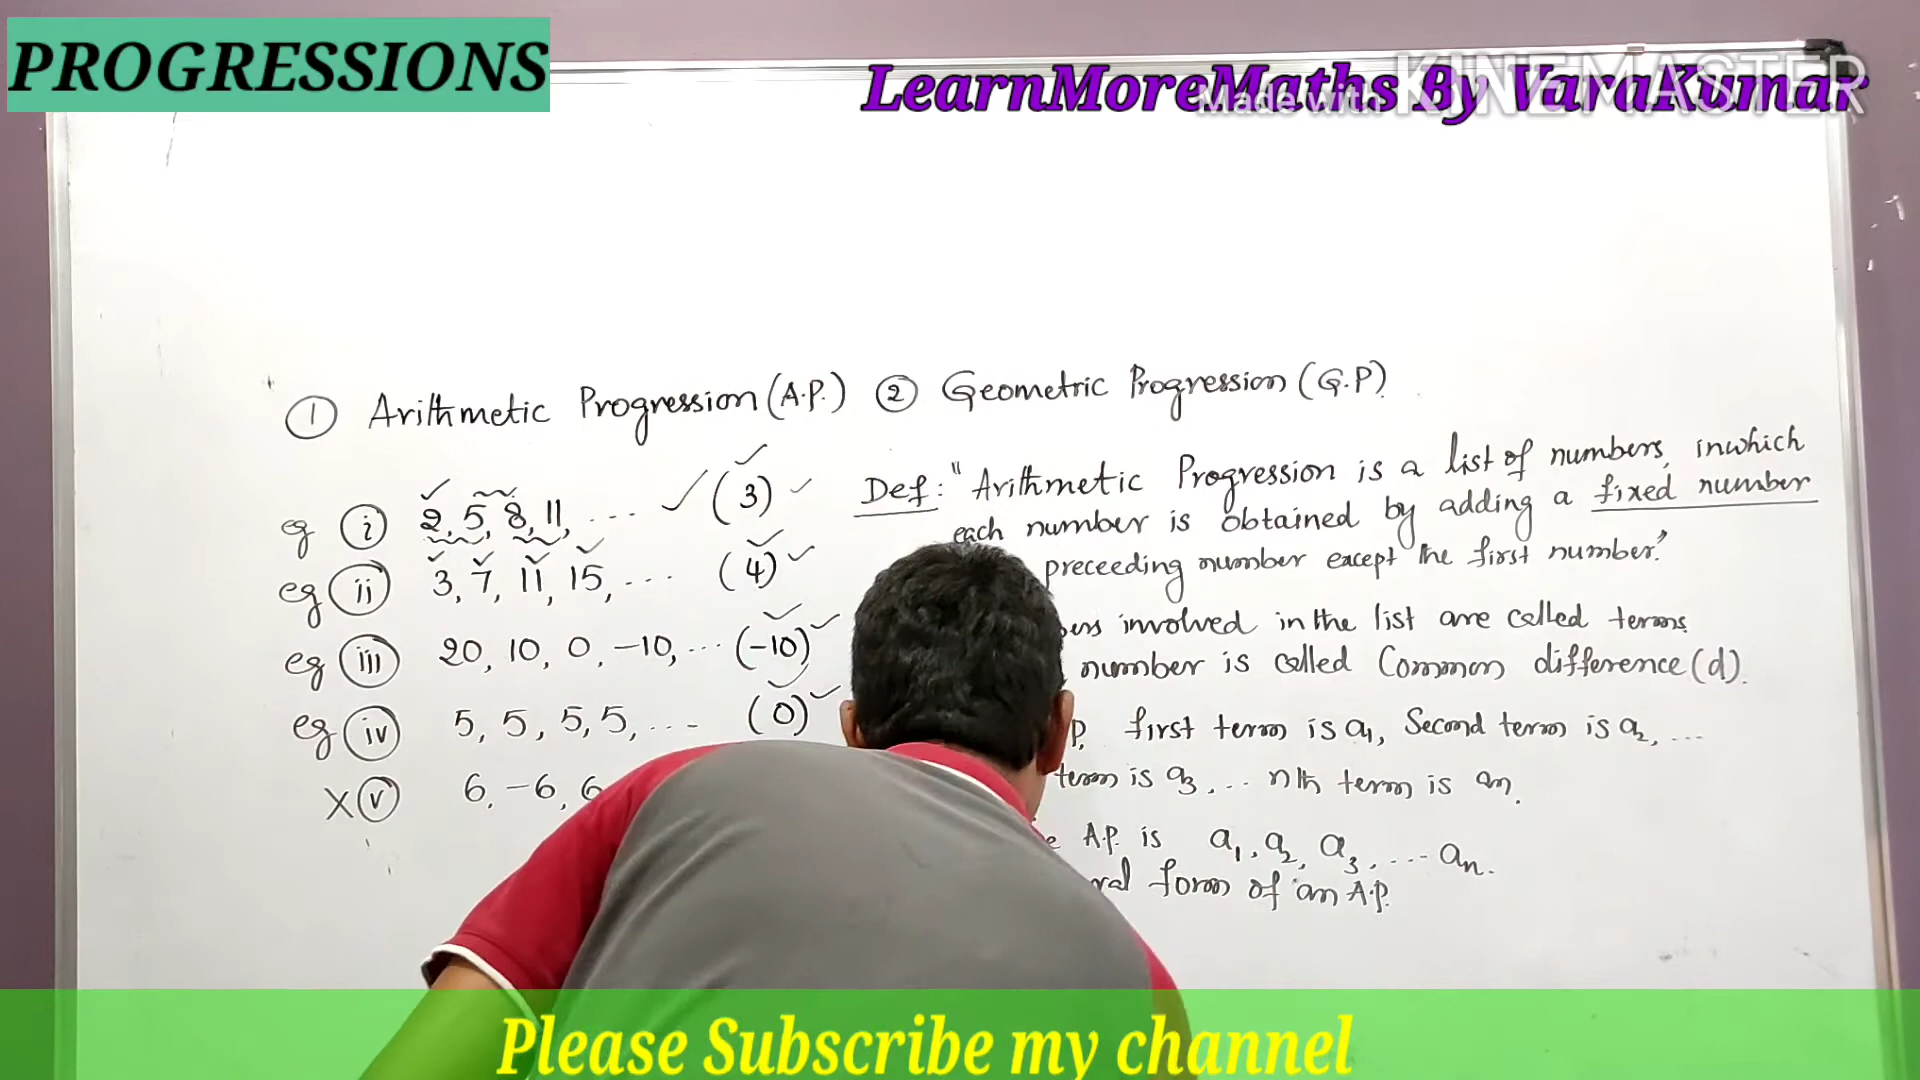 PROGRESSIONS
LearnMoreMaths By VaraKumar
Made with KINEMASTER
① Arithmetic Progression (A.P.) ② Geometric Progression (G.P)
eg (i) 2, 5, 8, 11, .... (3)
eg (ii) 3, 7, 11, 15, .... (4)
eg (iii) 20, 10, 0, -10, ... (-10)
eg (iv) 5, 5, 5, 5, .... (0)
X (v) 6, -6, 6
Def: "Arithmetic Progression is a list of numbers, inwhich
each number is obtained by adding a fixed number
preceeding number except the first number."
involved in the list are called terms.
number is called Common difference (d).
first term is a₁, Second term is a₂, ...
term is a₃, ... nth term is an.
A.P. is a₁, a₂, a₃, .... an.
form of an A.P.
Please Subscribe my channel